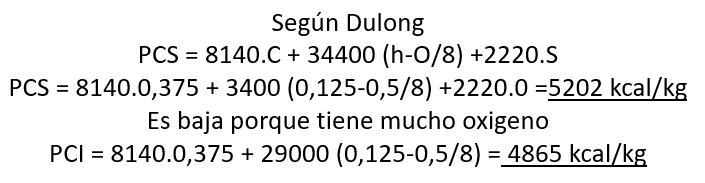 Según Dulong
PCS = 8140.C + 34400 (h-O/8) +2220.S
PCS = 8140.0,375 + 3400 (0,125-0,5/8) +2220.0 =5202 kcal/kg
Es baja porque tiene mucho oxigeno
PCI = 8140.0,375 + 29000 (0,125-0,5/8) = 4865 kcal/kg